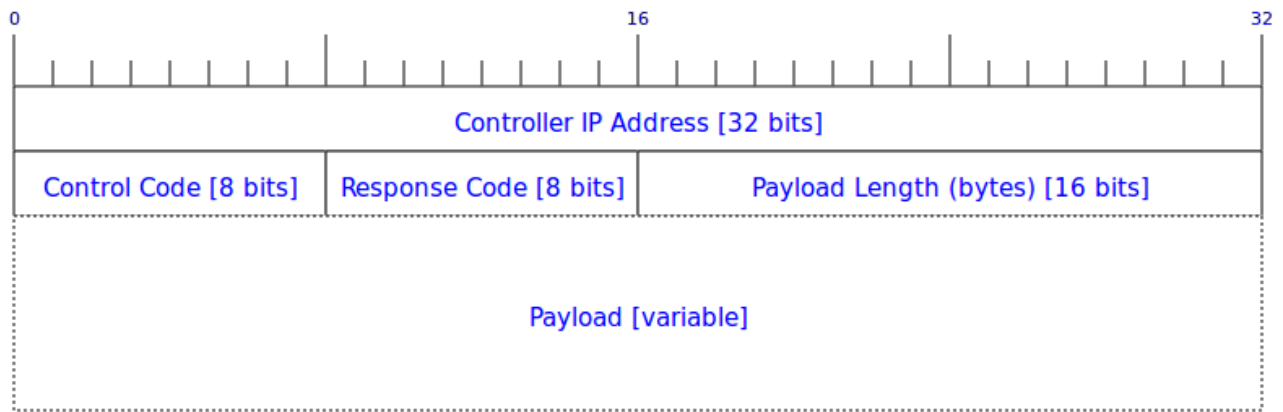 0 16 32
Controller IP Address [32 bits]
Control Code [8 bits] Response Code [8 bits] Payload Length (bytes) [16 bits]
Payload [variable]